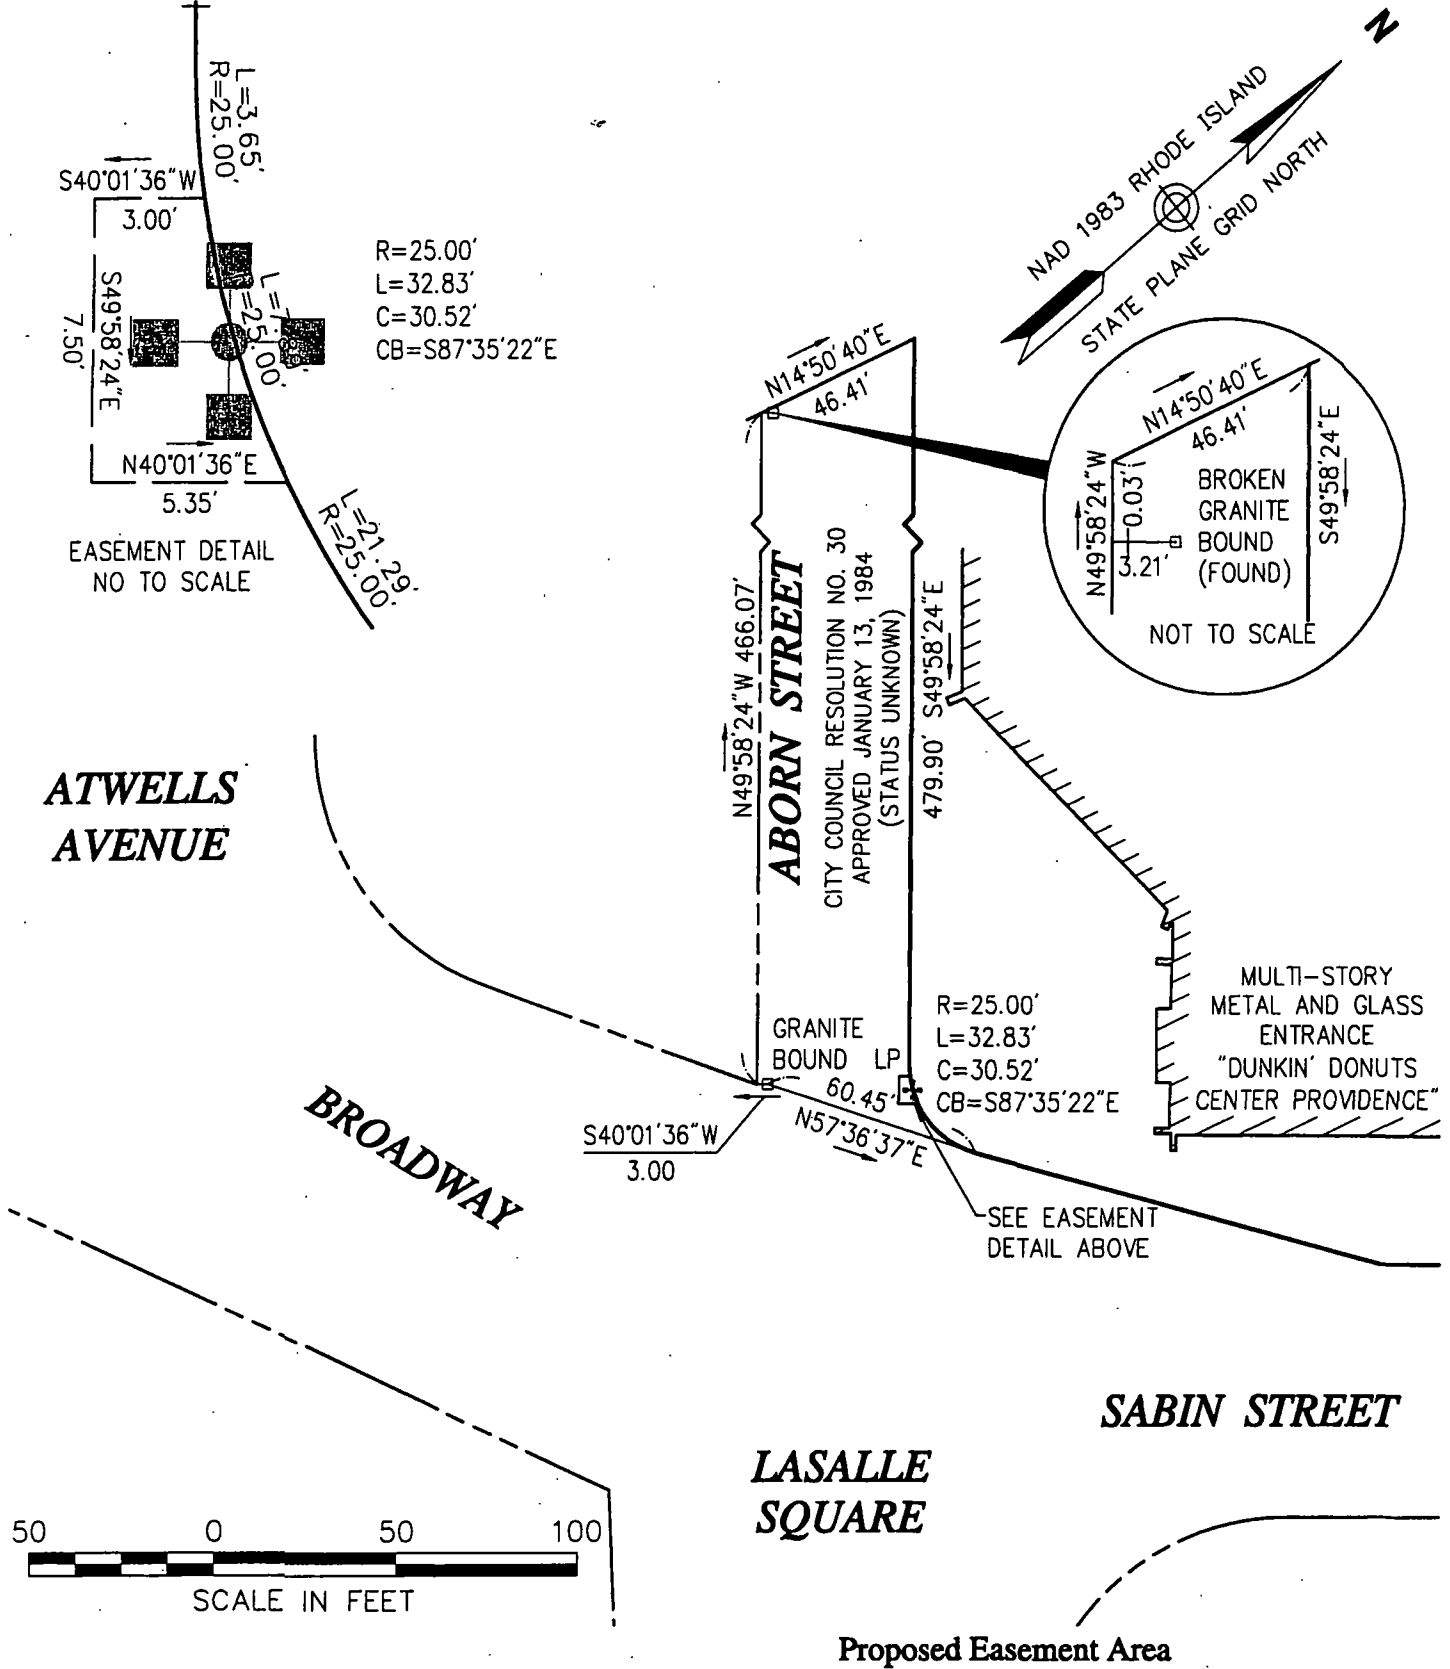 N
NAD 1983 RHODE ISLAND
STATE PLANE GRID NORTH
L=3.65'
R=25.00'
S40°01'36"W
3.00'
S49°58'24"E
7.50'
R=25.00'
L=32.83'
C=30.52'
CB=S87°35'22"E
N40°01'36"E
5.35'
L=21.29'
R=25.00'
EASEMENT DETAIL
NO TO SCALE
N14°50'40"E
46.41'
N14°50'40"E
46.41'
N49°58'24"W
0.03'
3.21'
BROKEN
GRANITE
BOUND
(FOUND)
S49°58'24"E
NOT TO SCALE
N49°58'24"W 466.07'
ABORN STREET
CITY COUNCIL RESOLUTION NO. 30
APPROVED JANUARY 13, 1984
(STATUS UNKNOWN)
479.90' S49°58'24"E
ATWELLS
AVENUE
BROADWAY
GRANITE
BOUND LP
R=25.00'
L=32.83'
C=30.52'
CB=S87°35'22"E
60.45'
N57°36'37"E
S40°01'36"W
3.00
MULTI-STORY
METAL AND GLASS
ENTRANCE
"DUNKIN' DONUTS
CENTER PROVIDENCE"
SEE EASEMENT
DETAIL ABOVE
SABIN STREET
LASALLE
SQUARE
50 0 50 100
SCALE IN FEET
Proposed Easement Area